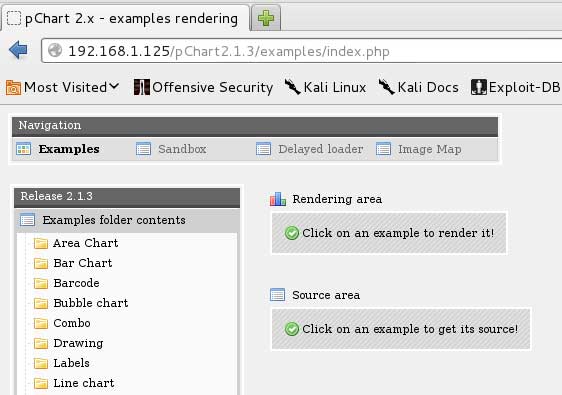 pChart 2.x - examples rendering
192.168.1.125/pChart2.1.3/examples/index.php
Most Visited Offensive Security Kali Linux Kali Docs Exploit-DB
Navigation
Examples Sandbox Delayed loader Image Map
Release 2.1.3
Examples folder contents
Area Chart
Bar Chart
Barcode
Bubble chart
Combo
Drawing
Labels
Line chart
Rendering area
Click on an example to render it!
Source area
Click on an example to get its source!